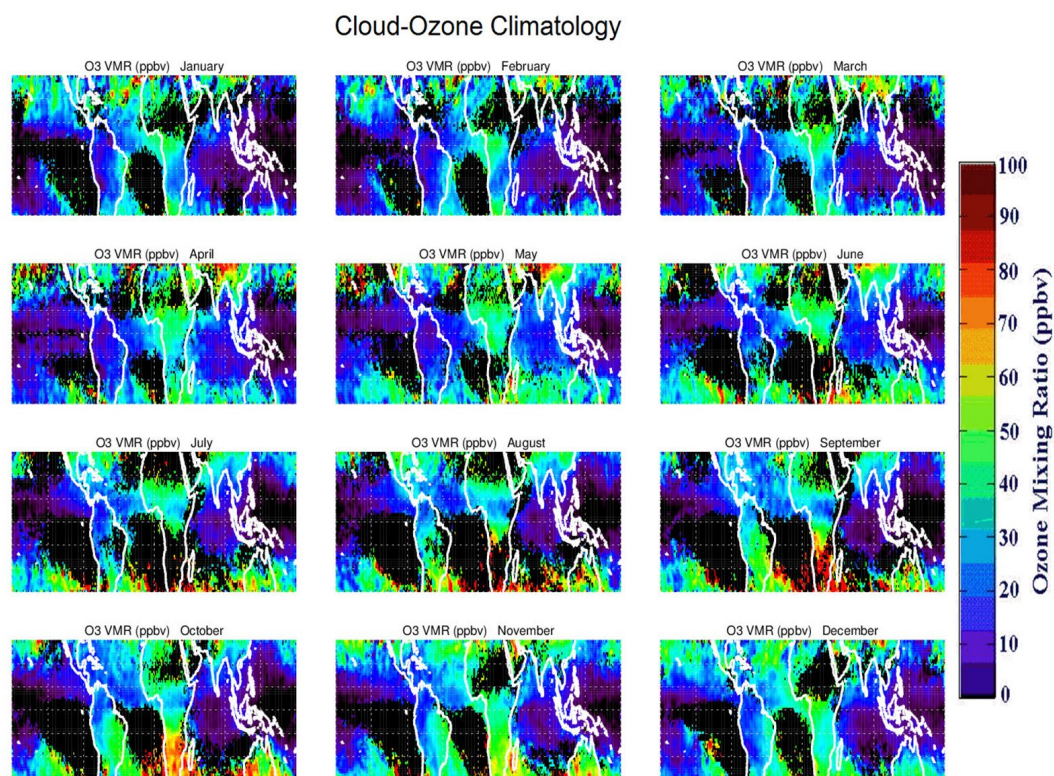 Cloud-Ozone Climatology
O3 VMR (ppbv) January
O3 VMR (ppbv) February
O3 VMR (ppbv) March
O3 VMR (ppbv) April
O3 VMR (ppbv) May
O3 VMR (ppbv) June
O3 VMR (ppbv) July
O3 VMR (ppbv) August
O3 VMR (ppbv) September
O3 VMR (ppbv) October
O3 VMR (ppbv) November
O3 VMR (ppbv) December
100
90
80
70
60
50
40
30
20
10
0
Ozone Mixing Ratio (ppbv)